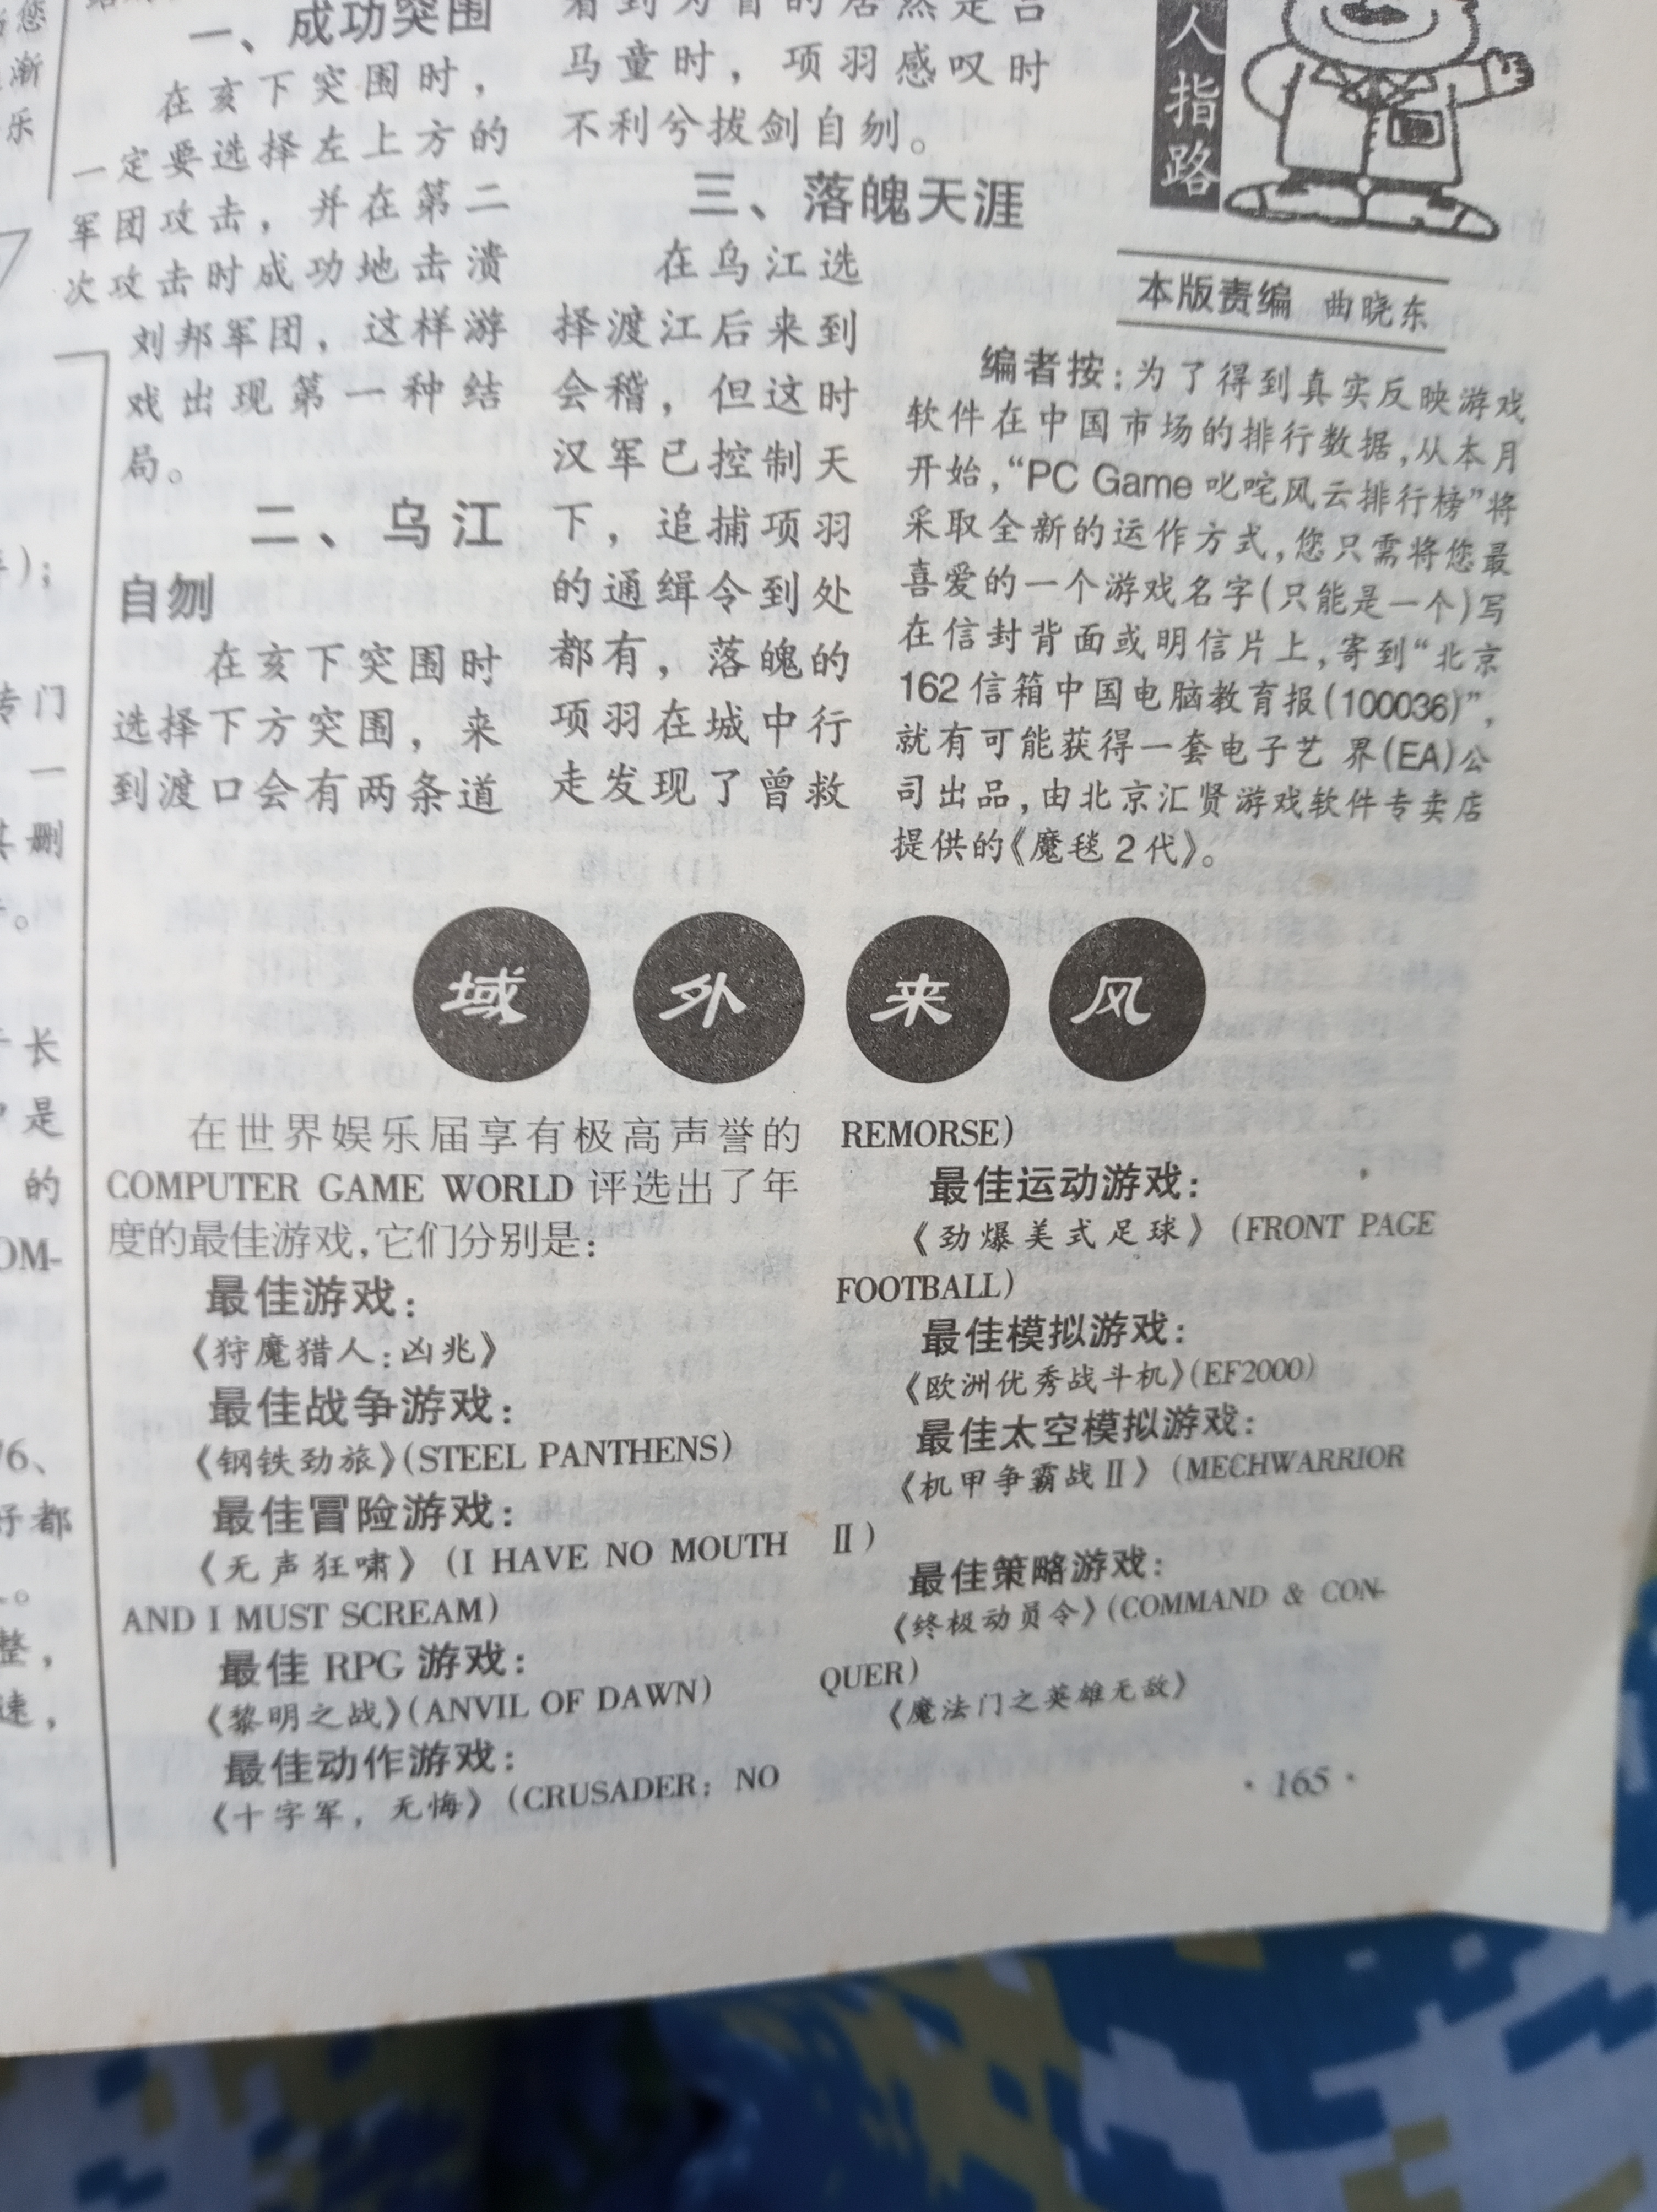 您
渐
乐
一、成功突围
在亥下突围时，
一定要选择左上方的
军团攻击，并在第二
次攻击时成功地击溃
刘邦军团，这样游
戏出现第一种结
局。
二、乌江
自刎
在亥下突围时
选择下方突围，来
到渡口会有两条道
马童时，项羽感叹时
不利兮拔剑自刎。
三、落魄天涯
在乌江选
择渡江后来到
会稽，但这时
汉军已控制天
下，追捕项羽
的通缉令到处
都有，落魄的
项羽在城中行
走发现了曾救
人指路
本版责编 曲晓东
编者按：为了得到真实反映游戏
软件在中国市场的排行数据，从本月
开始，“PC Game 叱咤风云排行榜”将
采取全新的运作方式，您只需将您最
喜爱的一个游戏名字(只能是一个)写
在信封背面或明信片上，寄到“北京
162信箱中国电脑教育报(100036)”，
就有可能获得一套电子艺 界(EA)公
司出品，由北京汇贤游戏软件专卖店
提供的《魔毯2代》。
域外来风
在世界娱乐届享有极高声誉的
COMPUTER GAME WORLD 评选出了年
度的最佳游戏，它们分别是：
最佳游戏：
《狩魔猎人：凶兆》
最佳战争游戏：
《钢铁劲旅》(STEEL PANTHENS)
最佳冒险游戏：
《无声狂啸》(I HAVE NO MOUTH
AND I MUST SCREAM)
最佳 RPG 游戏：
《黎明之战》(ANVIL OF DAWN)
最佳动作游戏：
《十字军，无悔》(CRUSADER：NO
REMORSE)
最佳运动游戏：
《劲爆美式足球》(FRONT PAGE
FOOTBALL)
最佳模拟游戏：
《欧洲优秀战斗机》(EF2000)
最佳太空模拟游戏：
《机甲争霸战Ⅱ》(MECHWARRIOR
Ⅱ)
最佳策略游戏：
《终极动员令》(COMMAND & CON-
QUER)
《魔法门之英雄无敌》
·165·